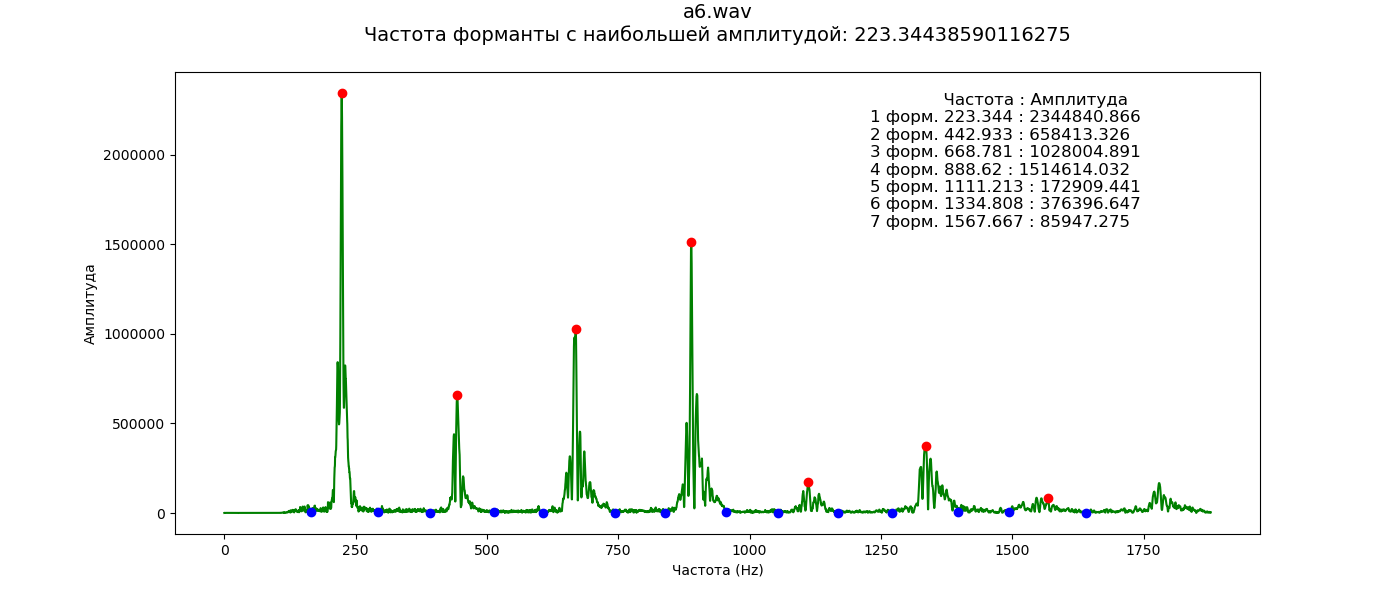 a6.wav
Частота форманты с наибольшей амплитудой: 223.34438590116275
Частота : Амплитуда
1 форм. 223.344 : 2344840.866
2 форм. 442.933 : 658413.326
3 форм. 668.781 : 1028004.891
4 форм. 888.62 : 1514614.032
5 форм. 1111.213 : 172909.441
6 форм. 1334.808 : 376396.647
7 форм. 1567.667 : 85947.275
2000000
1500000
1000000
500000
0
Амплитуда
0 250 500 750 1000 1250 1500 1750
Частота (Hz)